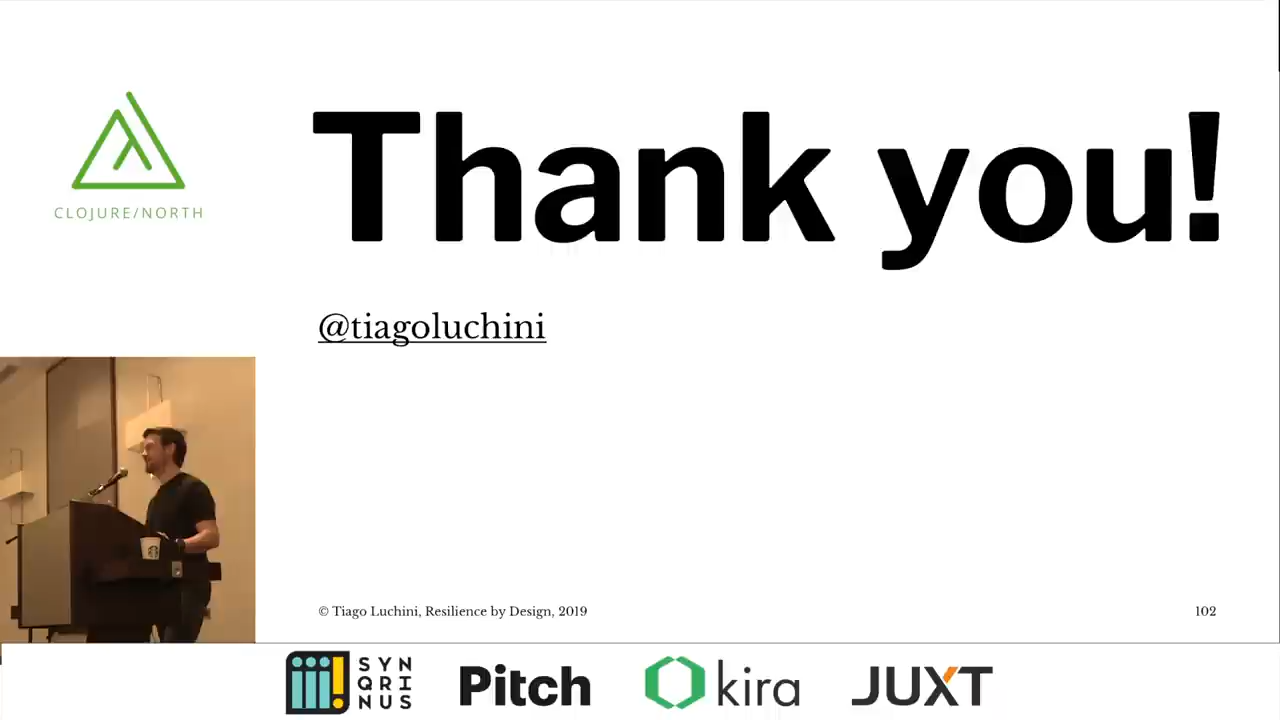 Thank you!
CLOJURE/NORTH
@tiagoluchini
© Tiago Luchini, Resilience by Design, 2019
102
SYN
QRI
NUS
Pitch
kira
JUXT